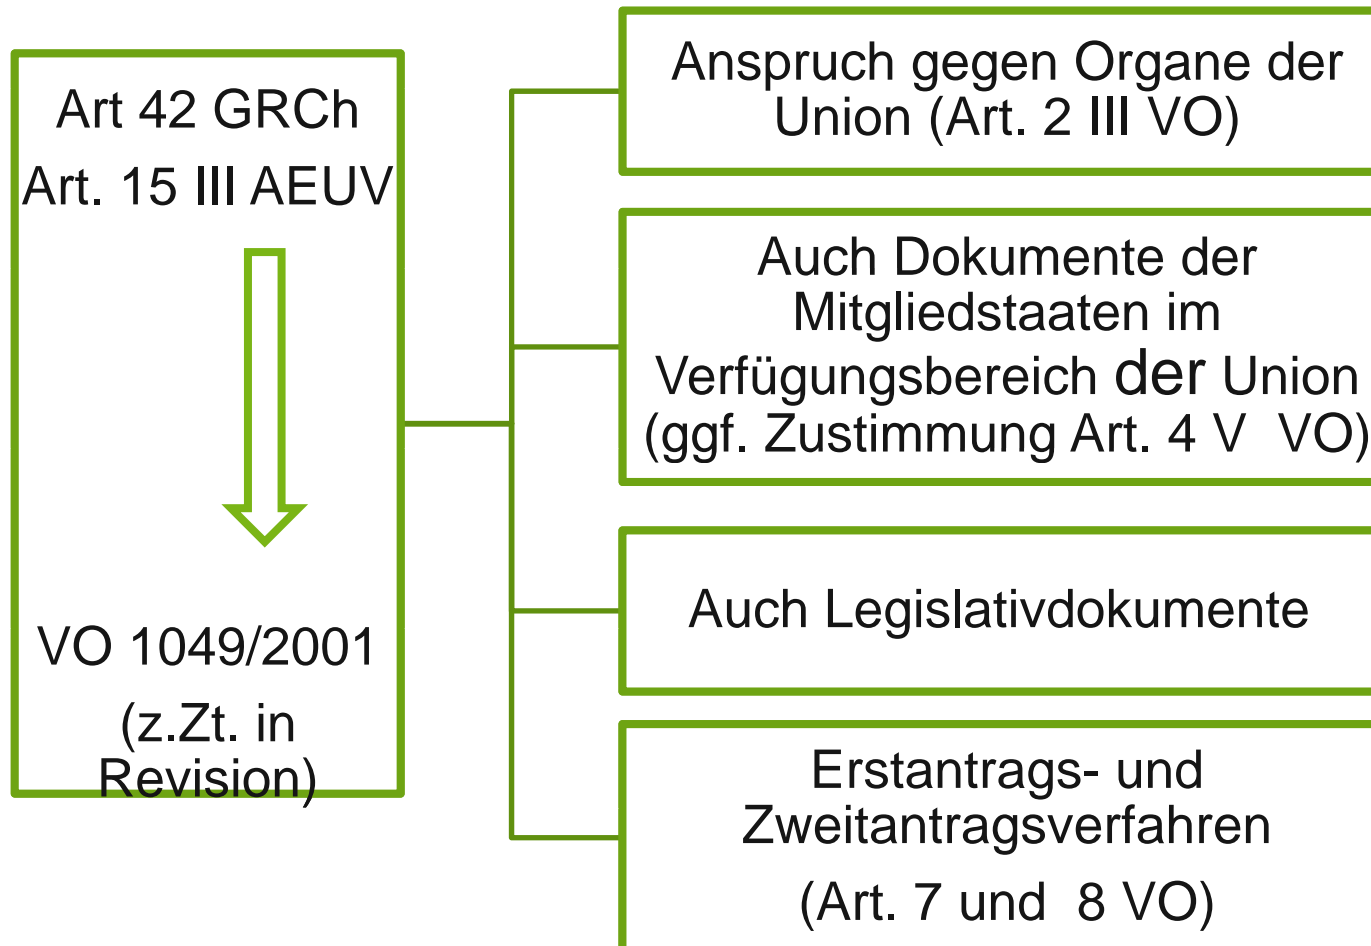 Art 42 GRCh
Art. 15 III AEUV
VO 1049/2001
(z.Zt. in
Revision)
Anspruch gegen Organe der
Union (Art. 2 III VO)
Auch Dokumente der
Mitgliedstaaten im
Verfügungsbereich der Union
(ggf. Zustimmung Art. 4 V  VO)
Auch Legislativdokumente
Erstantrags- und
Zweitantragsverfahren
(Art. 7 und  8 VO)